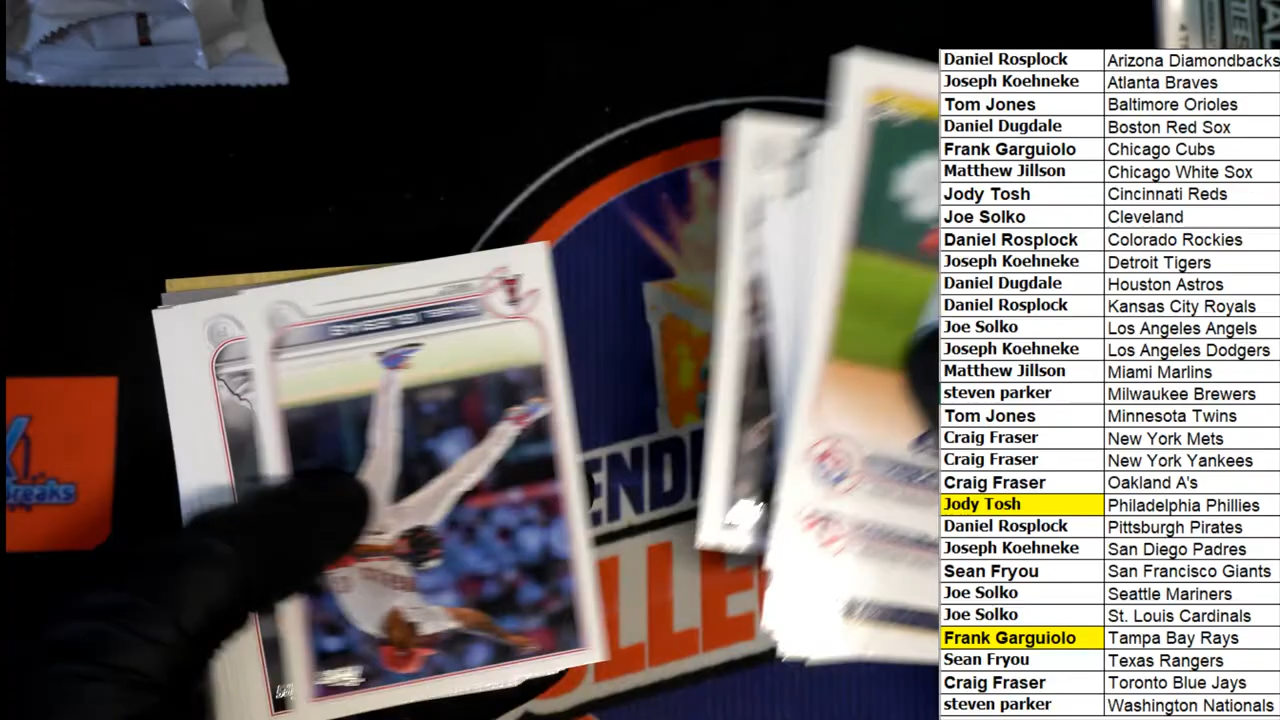 Daniel Rosplock Arizona Diamondbacks
Joseph Koehneke Atlanta Braves
Tom Jones Baltimore Orioles
Daniel Dugdale Boston Red Sox
Frank Garguiolo Chicago Cubs
Matthew Jillson Chicago White Sox
Jody Tosh Cincinnati Reds
Joe Solko Cleveland
Daniel Rosplock Colorado Rockies
Joseph Koehneke Detroit Tigers
Daniel Dugdale Houston Astros
Daniel Rosplock Kansas City Royals
Joe Solko Los Angeles Angels
Joseph Koehneke Los Angeles Dodgers
Matthew Jillson Miami Marlins
steven parker Milwaukee Brewers
Tom Jones Minnesota Twins
Craig Fraser New York Mets
Craig Fraser New York Yankees
Craig Fraser Oakland A's
Jody Tosh Philadelphia Phillies
Daniel Rosplock Pittsburgh Pirates
Joseph Koehneke San Diego Padres
Sean Fryou San Francisco Giants
Joe Solko Seattle Mariners
Joe Solko St. Louis Cardinals
Frank Garguiolo Tampa Bay Rays
Sean Fryou Texas Rangers
Craig Fraser Toronto Blue Jays
steven parker Washington Nationals
Breaks
END
LLE